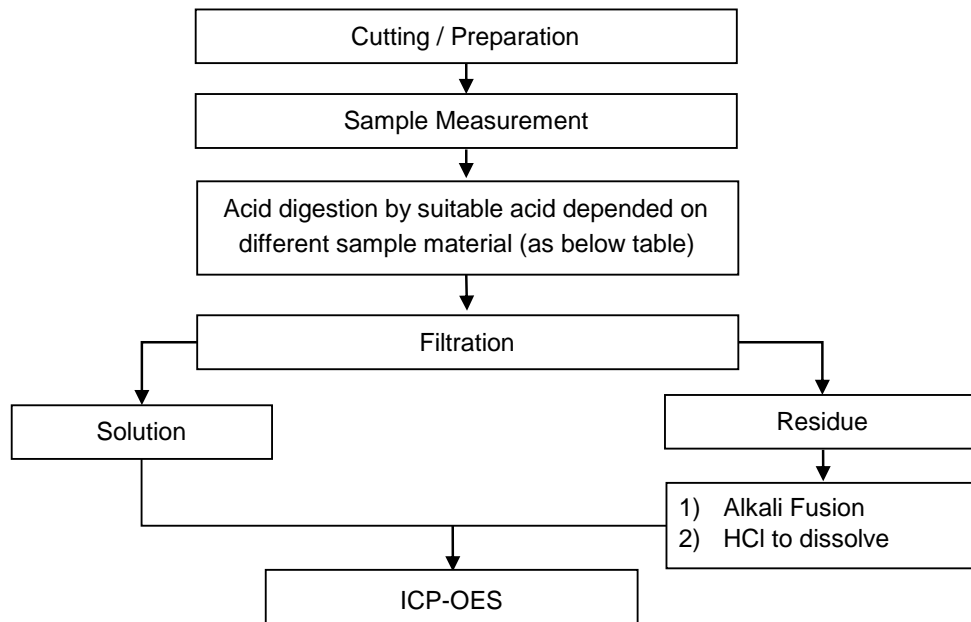 Cutting / Preparation
Sample Measurement
Acid digestion by suitable acid depended on
different sample material (as below table)
Filtration
Solution
Residue
1) Alkali Fusion
2) HCl to dissolve
ICP-OES